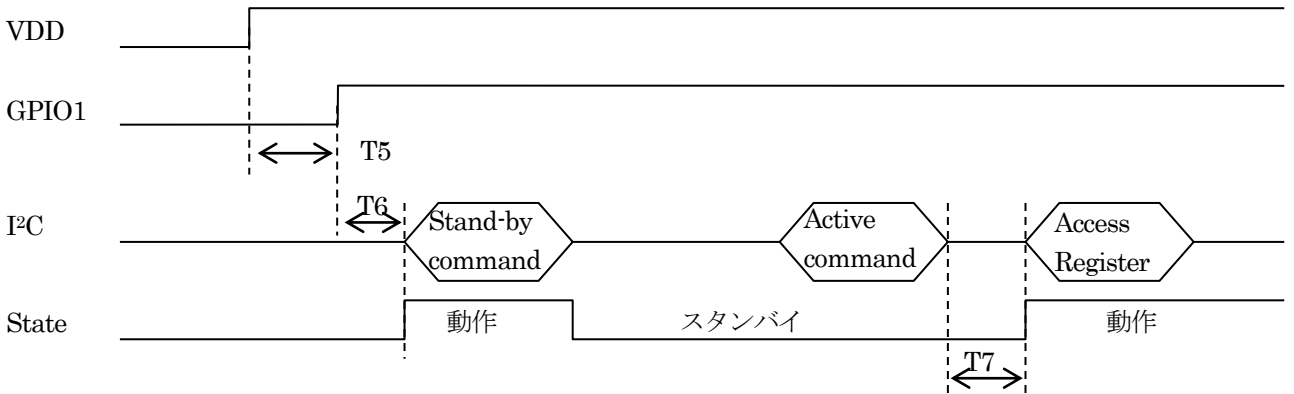 VDD
GPIO1
T5
T6
I²C
Stand-by
command
Active
command
Access
Register
State
動作
スタンバイ
動作
T7